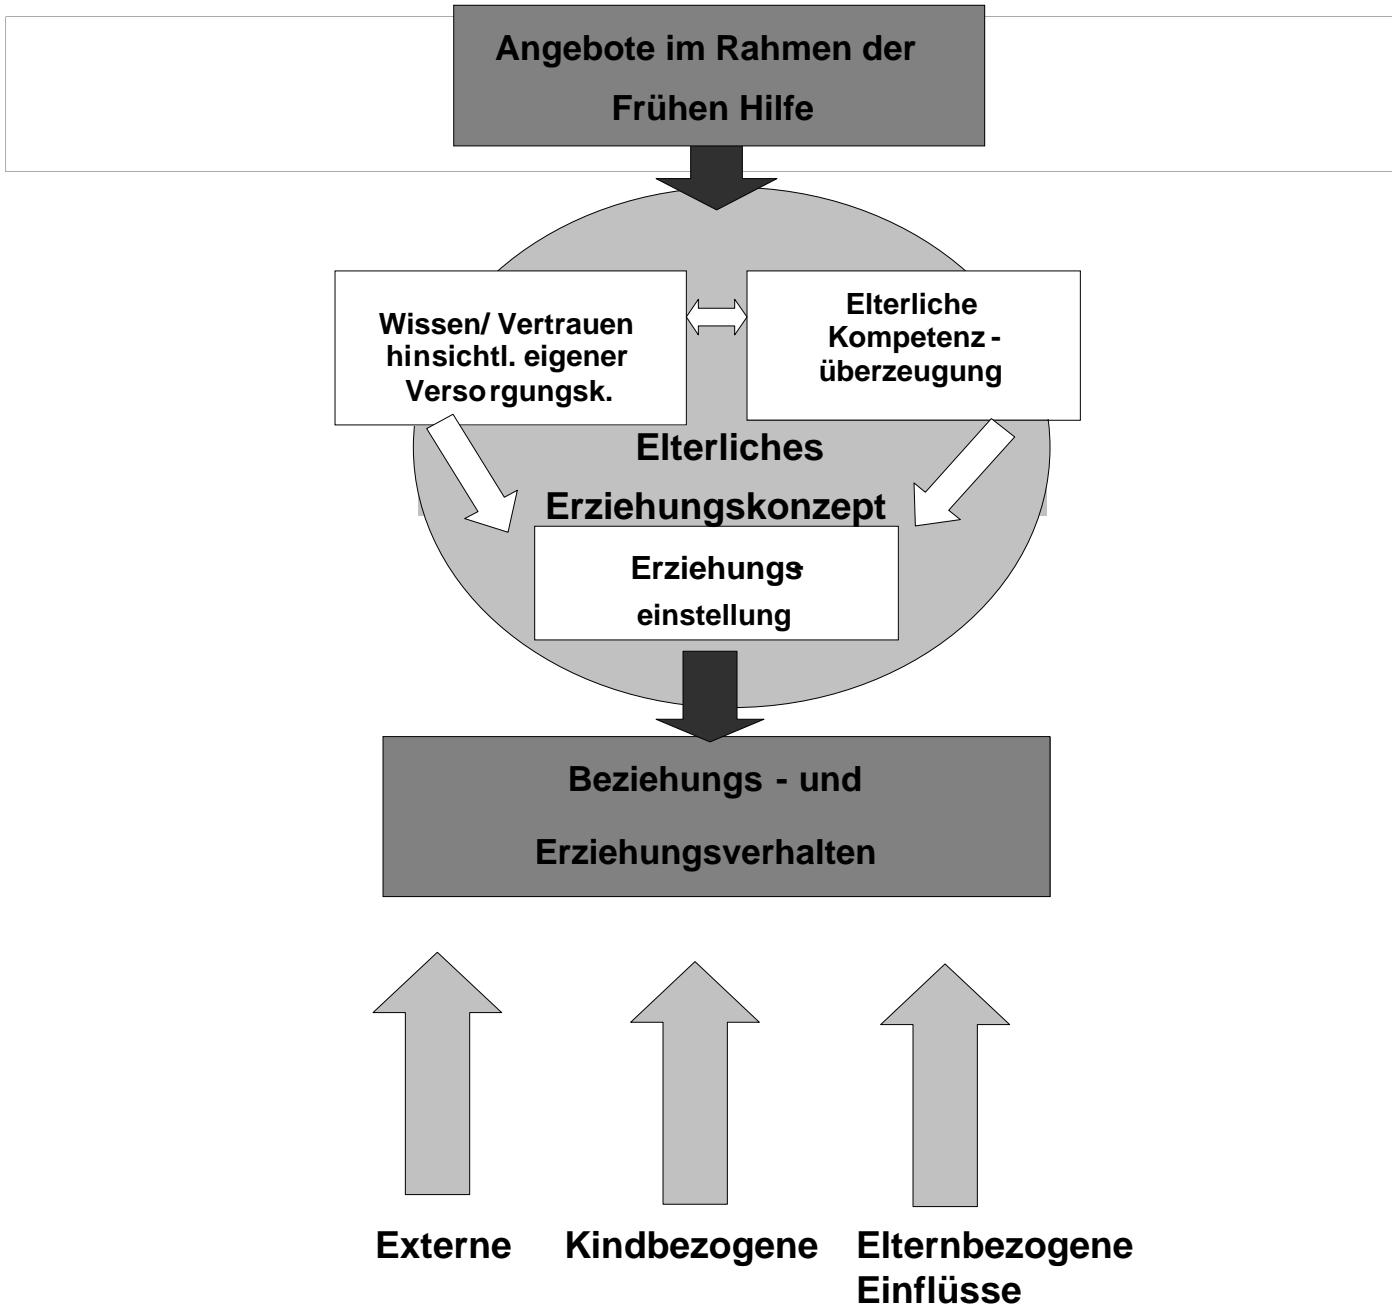 Angebote im Rahmen der
Frühen Hilfe
Wissen/ Vertrauen
hinsichtl. eigener
Versorgungsk.
Elterliche
Kompetenz -
überzeugung
Elterliches
Erziehungskonzept
Erziehungs-
einstellung
Beziehungs - und
Erziehungsverhalten
Externe Kindbezogene Elternbezogene
Einflüsse